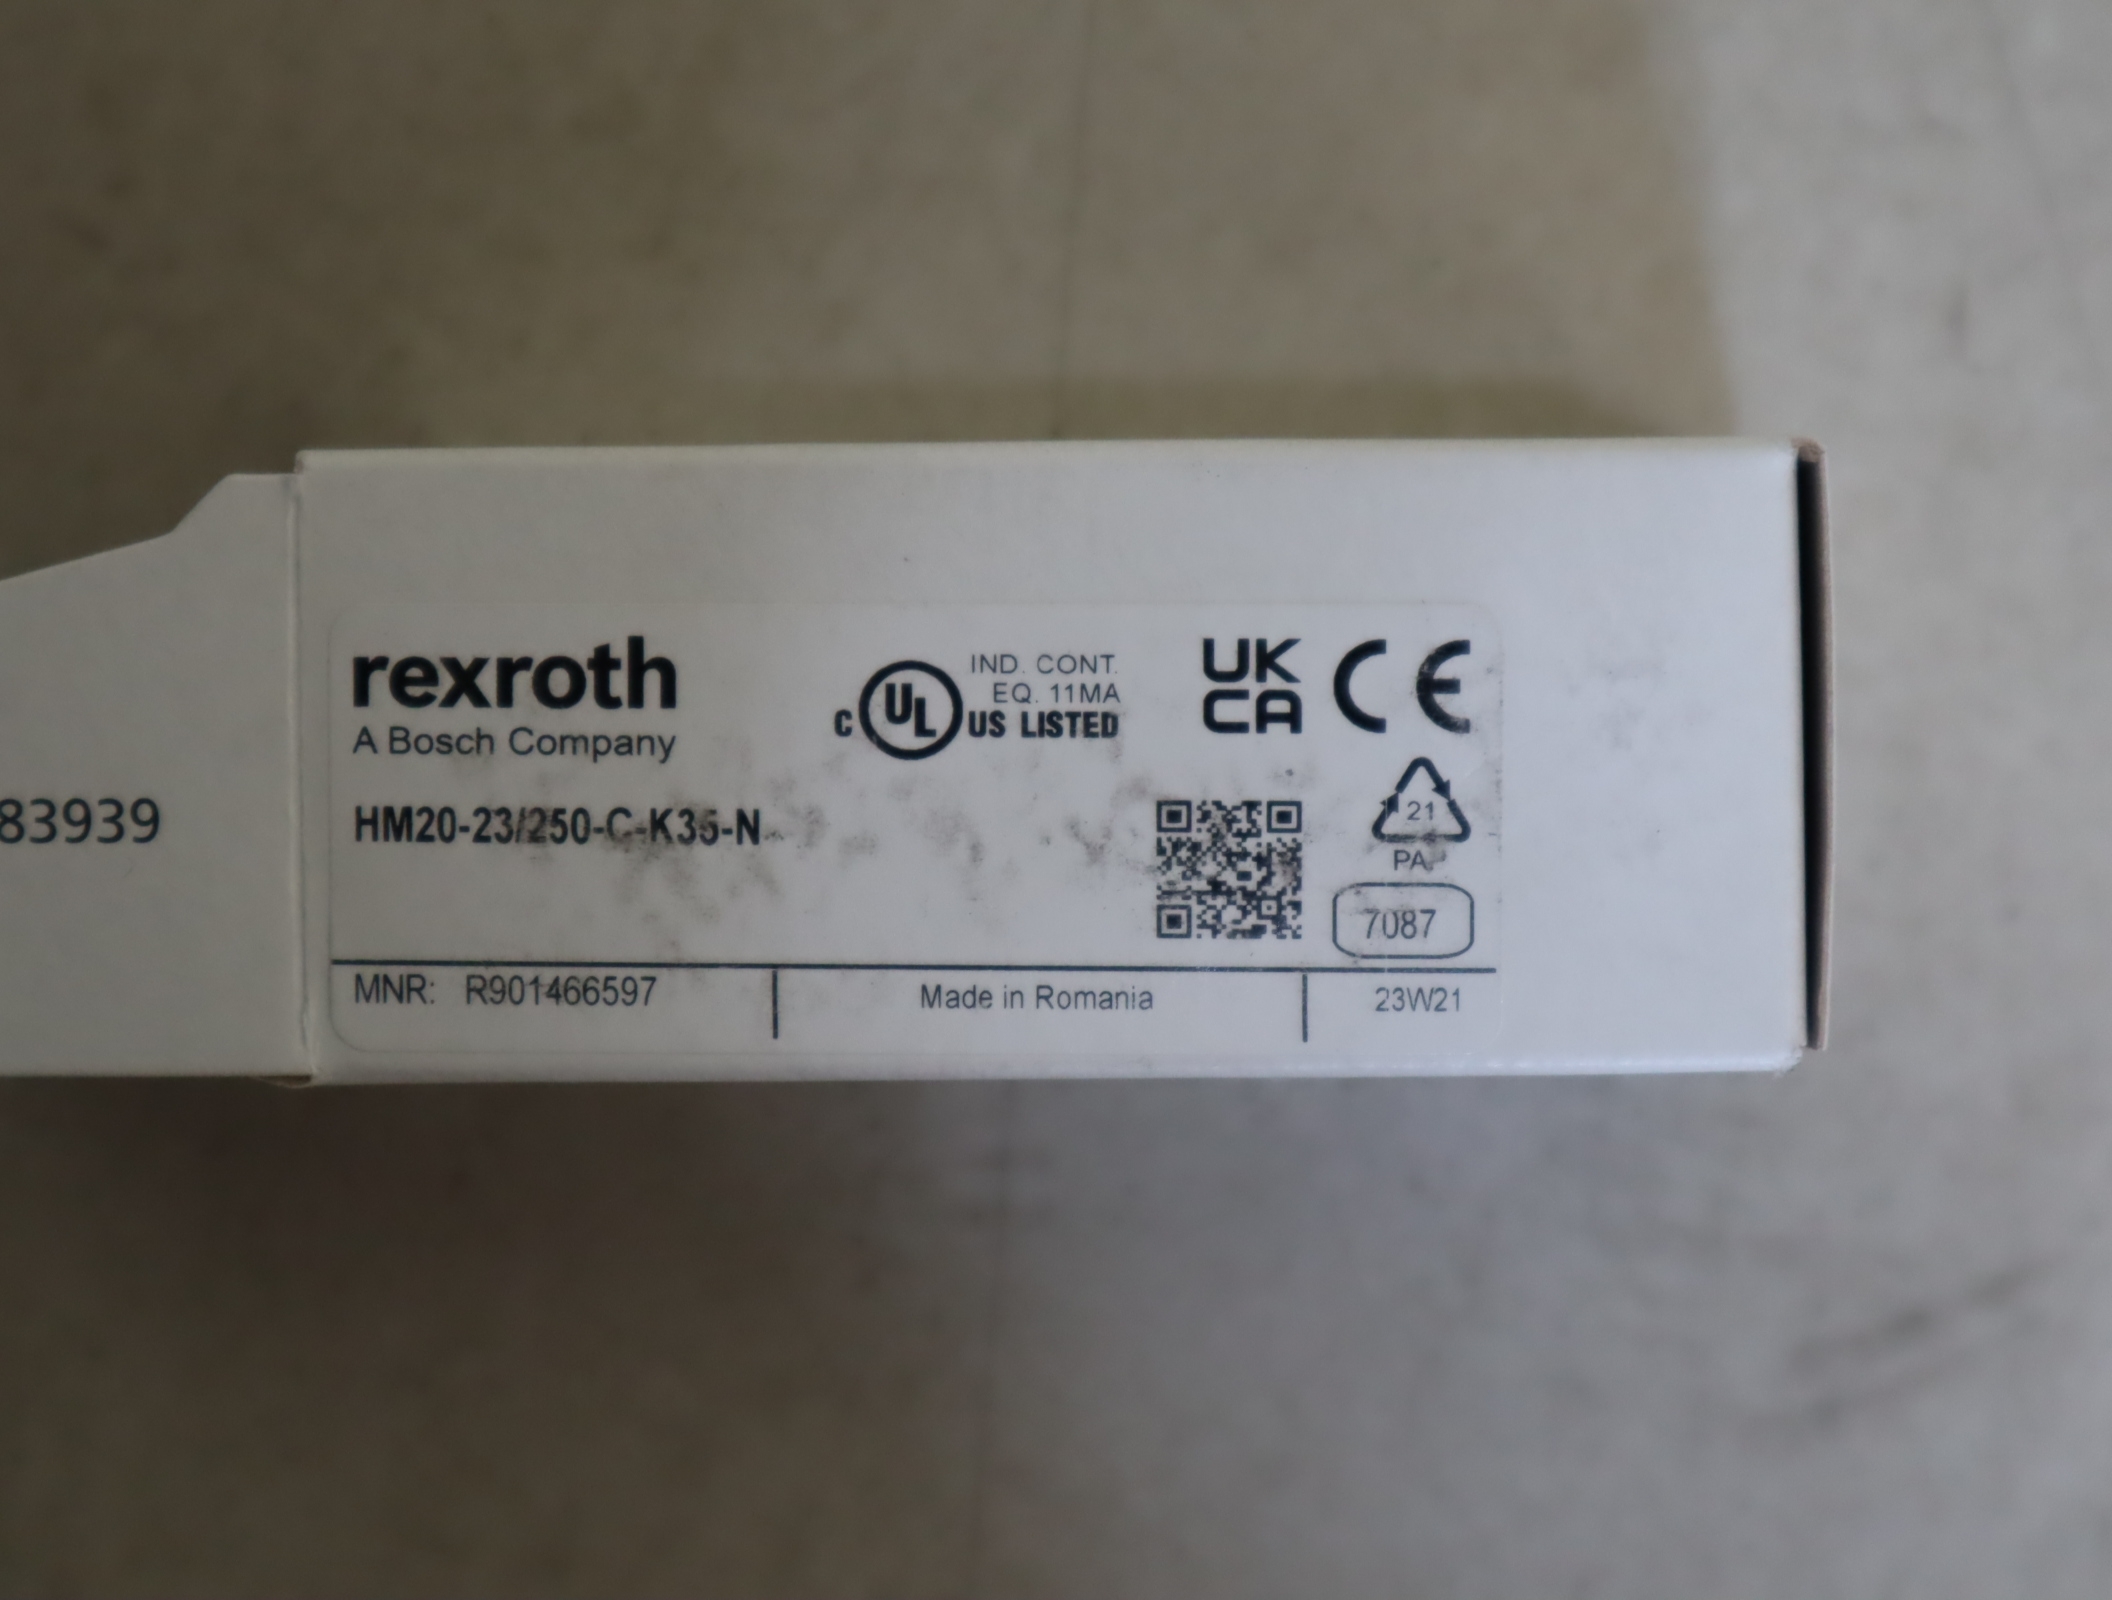 83939
rexroth
A Bosch Company
HM20-23/250-C-K35-N
C UL US LISTED
IND. CONT.
EQ. 11MA
UK
CA
CE
21
PAP
7087
MNR: R901466597
Made in Romania
23W21